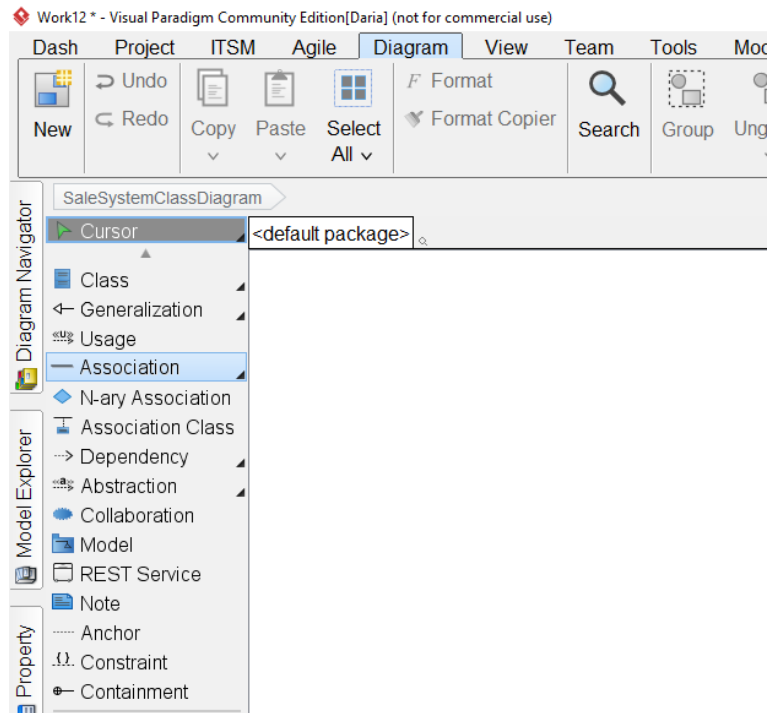 Work12 * - Visual Paradigm Community Edition[Daria] (not for commercial use)
Dash Project ITSM Agile Diagram View Team Tools Mod
New
Undo
Redo
Copy
Paste
Select
All
F Format
Format Copier
Search
Group
Ung
Diagram Navigator
Model Explorer
Property
SaleSystemClassDiagram
Cursor
<default package>
Class
Generalization
«u» Usage
Association
N-ary Association
Association Class
Dependency
«a» Abstraction
Collaboration
Model
REST Service
Note
Anchor
{} Constraint
Containment